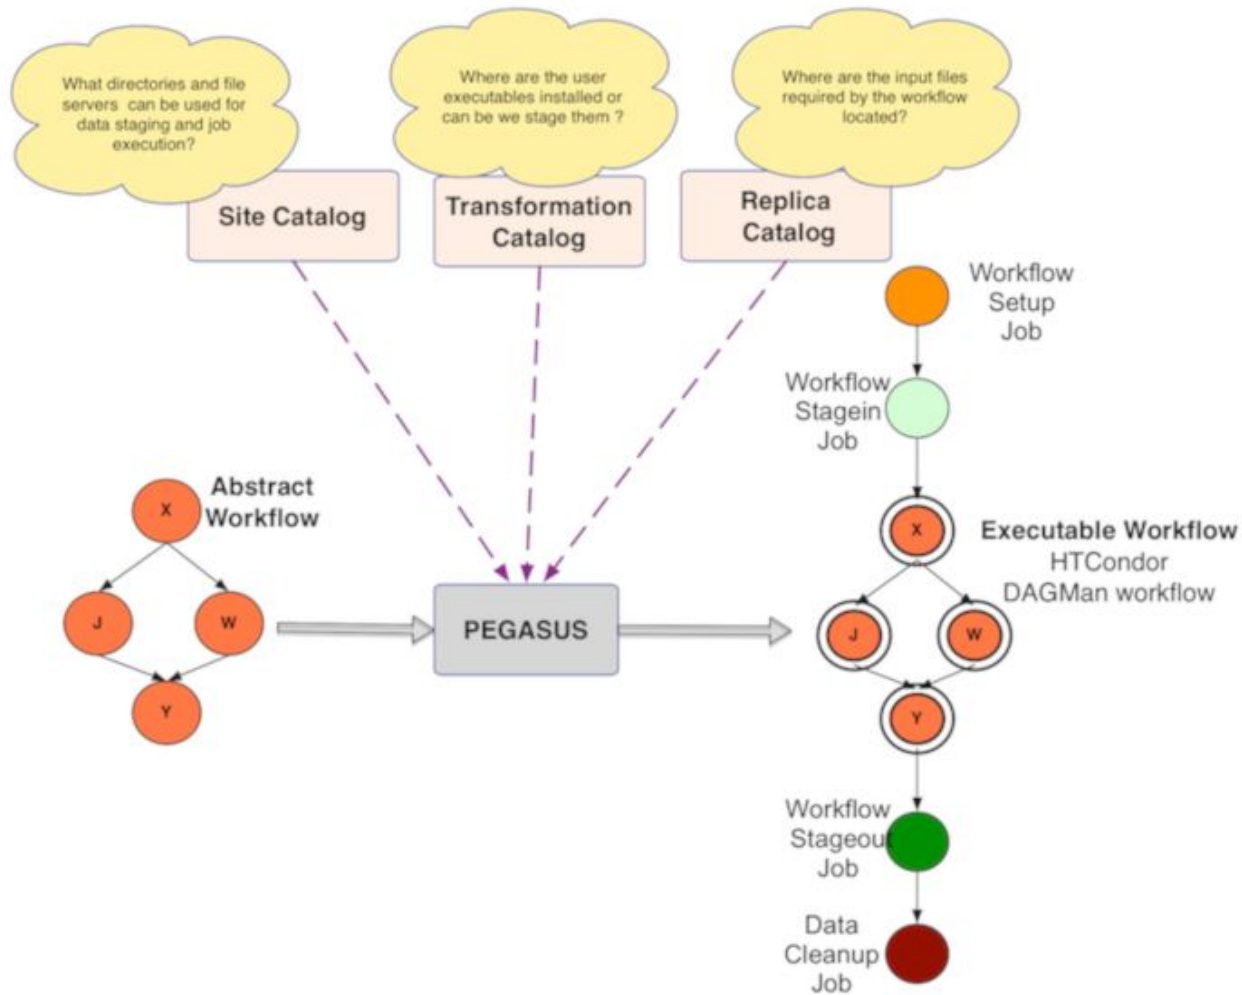 What directories and file
servers can be used for
data staging and job
execution?
Where are the user
executables installed or
can be we stage them ?
Where are the input files
required by the workflow
located?
Site Catalog
Transformation
Catalog
Replica
Catalog
Workflow
Setup
Job
Workflow
Stagein
Job
Abstract
Workflow
X
J
W
Y
PEGASUS
X
Executable Workflow
HTCondor
DAGMan workflow
J
W
Y
Workflow
Stageout
Job
Data
Cleanup
Job